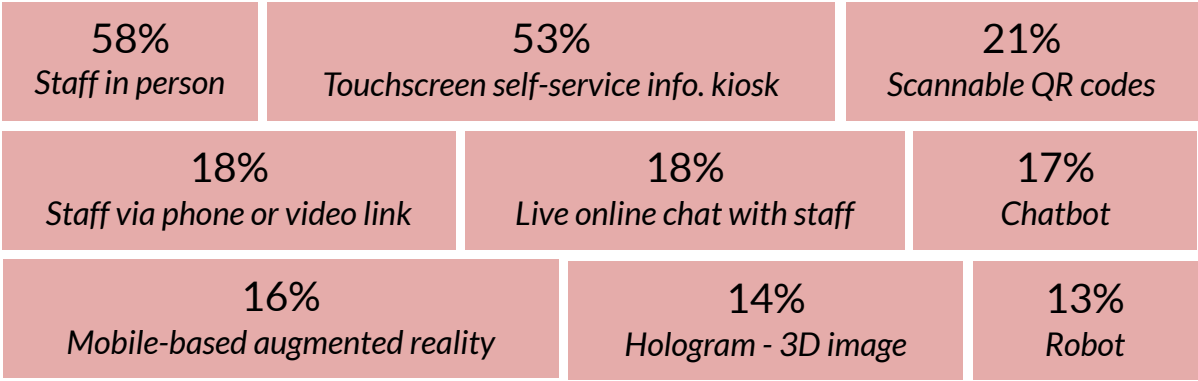 58%
Staff in person
53%
Touchscreen self-service info. kiosk
21%
Scannable QR codes
18%
Staff via phone or video link
18%
Live online chat with staff
17%
Chatbot
16%
Mobile-based augmented reality
14%
Hologram - 3D image
13%
Robot